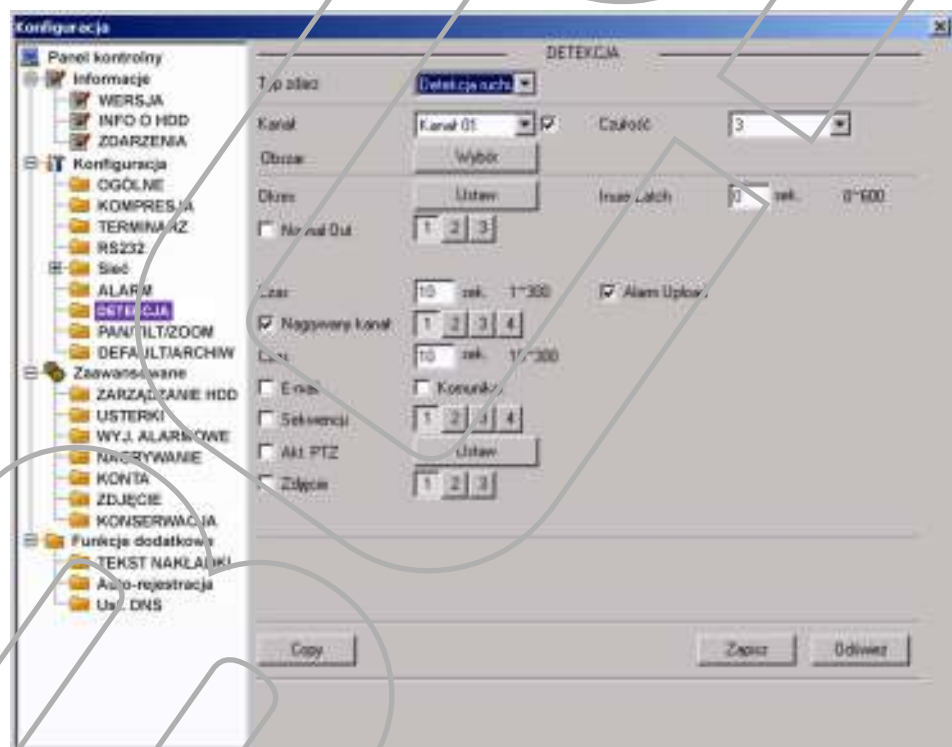 Konfiguracja
Panel kontrolny
Informacje
WERSJA
INFO O HDD
ZDARZENIA
Konfiguracja
OGÓLNE
KOMPRESJA
TERMINARZ
RS232
Sieć
ALARM
DETEKCJA
PAN/TILT/ZOOM
DEFAULT/ARCHIW
Zaawansowane
ZARZĄDZANIE HDD
USTERKI
WYJ. ALARMOWE
NAGRYWANIE
KONTA
ZDJĘCIE
KONSERWACJA
Funkcje dodatkowe
TEKST NAKŁADKI
Auto-rejestracja
Ust. DNS
DETEKCJA
Typ zdarz Detekcja ruchu
Kanał Kanał 01 Czułość 3
Obszar Wybór
Okres Ustaw Latch 0 sek. 0~600
Normal Out 1 2 3
Czas 10 sek. 1~300 Alarm Upload
Nagrywany kanał 1 2 3 4
Czas 10 sek. 10~300
E-mail Komunikat
Sekwencja 1 2 3 4
Akt. PTZ Ustaw
Zdjęcie 1 2 3
Copy Zapisz Odśwież